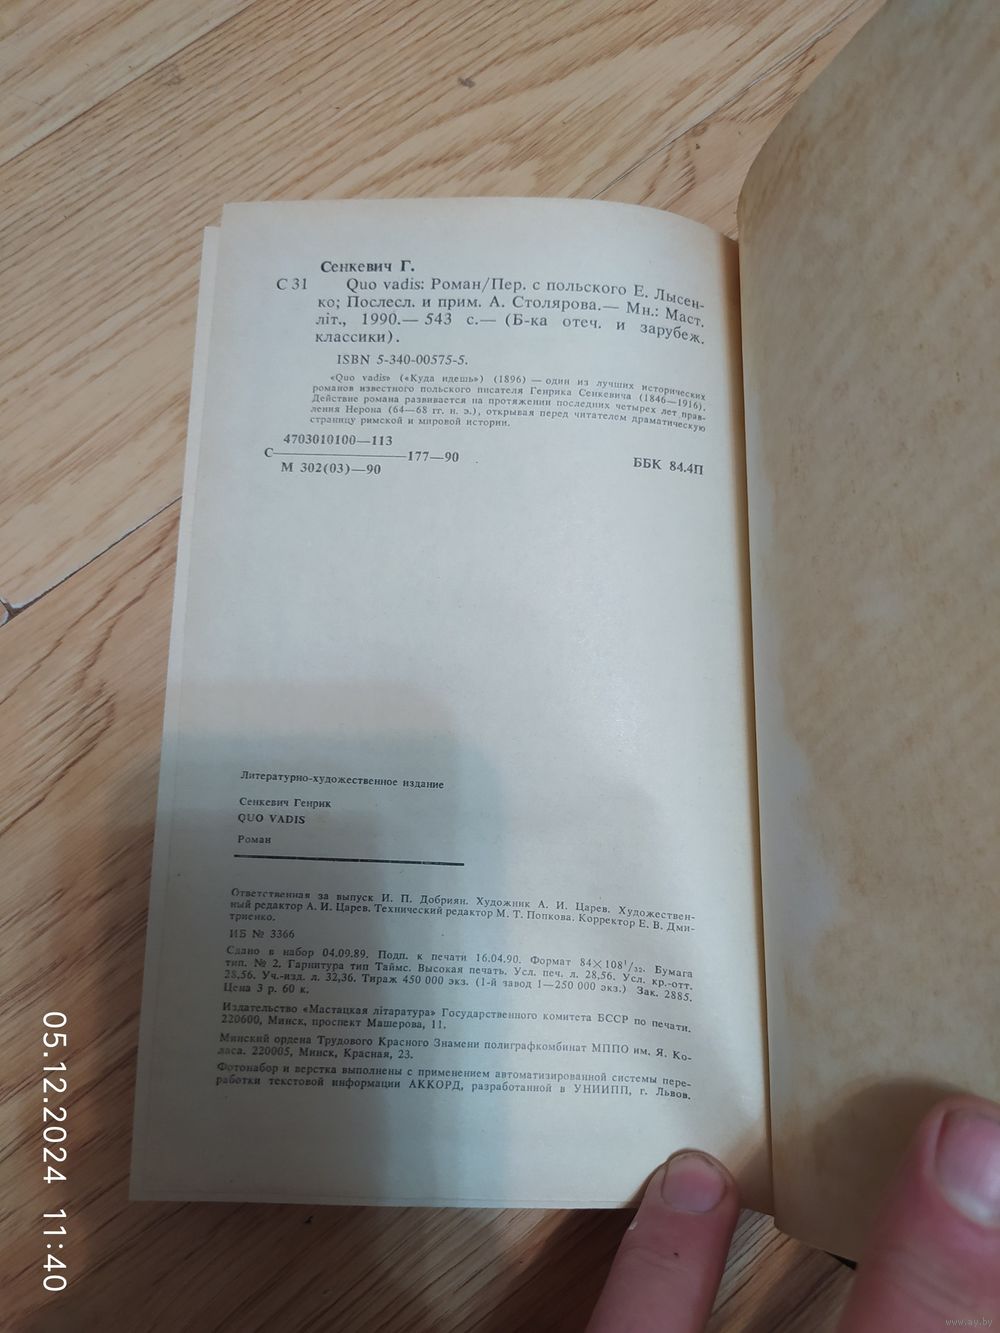 Сенкевич Г.
С 31 Quo vadis: Роман/Пер. с польского Е. Лысен-
ко; Послесл. и прим. А. Столярова.— Мн.: Маст.
літ., 1990.— 543 с.— (Б-ка отеч. и зарубеж.
классики).
ISBN 5-340-00575-5.
«Quo vadis» («Куда идешь») (1896) — один из лучших исторических
романов известного польского писателя Генрика Сенкевича (1846—1916).
Действие романа развивается на протяжении последних четырех лет прав-
ления Нерона (64—68 гг. н. э.), открывая перед читателем драматическую
страницу римской и мировой истории.
4703010100—113
С————————177—90
М 302(03)—90
ББК 84.4П
Литературно-художественное издание
Сенкевич Генрик
QUO VADIS
Роман
Ответственная за выпуск И. П. Добриян. Художник А. И. Царев. Художествен-
ный редактор А. И. Царев. Технический редактор М. Т. Попкова. Корректор Е. В. Дми-
триенко.
ИБ № 3366
Сдано в набор 04.09.89. Подп. к печати 16.04.90. Формат 84×108¹/₃₂. Бумага
тип. № 2. Гарнитура тип Таймс. Высокая печать. Усл. печ. л. 28,56. Усл. кр.-отт.
28,56. Уч.-изд. л. 32,36. Тираж 450 000 экз. (1-й завод 1—250 000 экз.) Зак. 2885.
Цена 3 р. 60 к.
Издательство «Мастацкая літаратура» Государственного комитета БССР по печати.
220600, Минск, проспект Машерова, 11.
Минский ордена Трудового Красного Знамени полиграфкомбинат МППО им. Я. Ко-
ласа. 220005, Минск, Красная, 23.
Фотонабор и верстка выполнены с применением автоматизированной системы пере-
работки текстовой информации АККОРД, разработанной в УНИИПП, г. Львов.
05.12.2024 11:40
www.ay.by